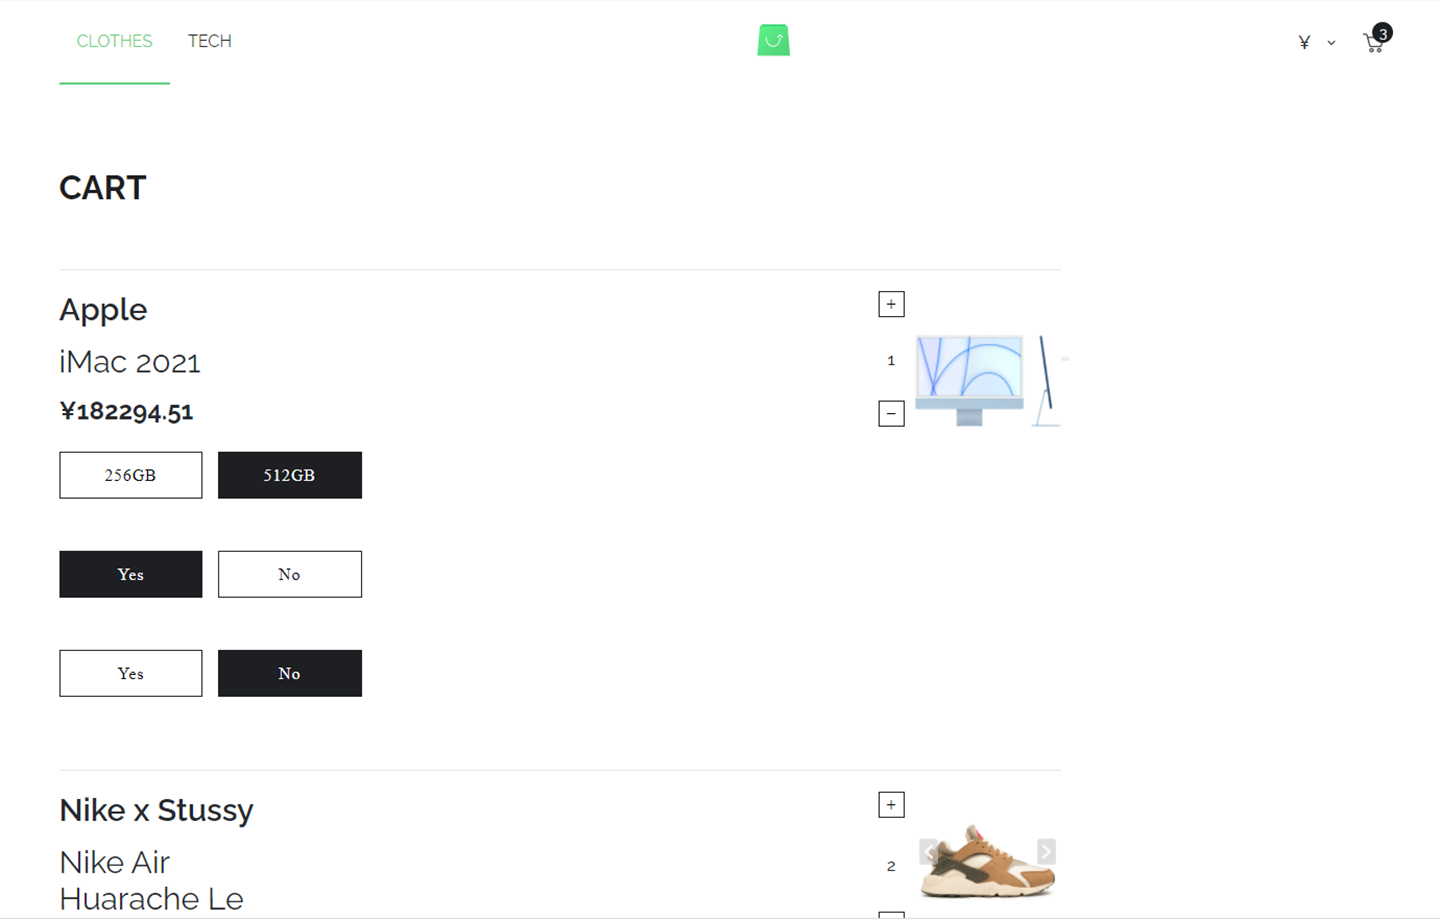 CLOTHES TECH
¥ 3
CART
Apple
iMac 2021
¥182294.51
256GB 512GB
Yes No
Yes No
+
1
−
Nike x Stussy
Nike Air
Huarache Le
+
2